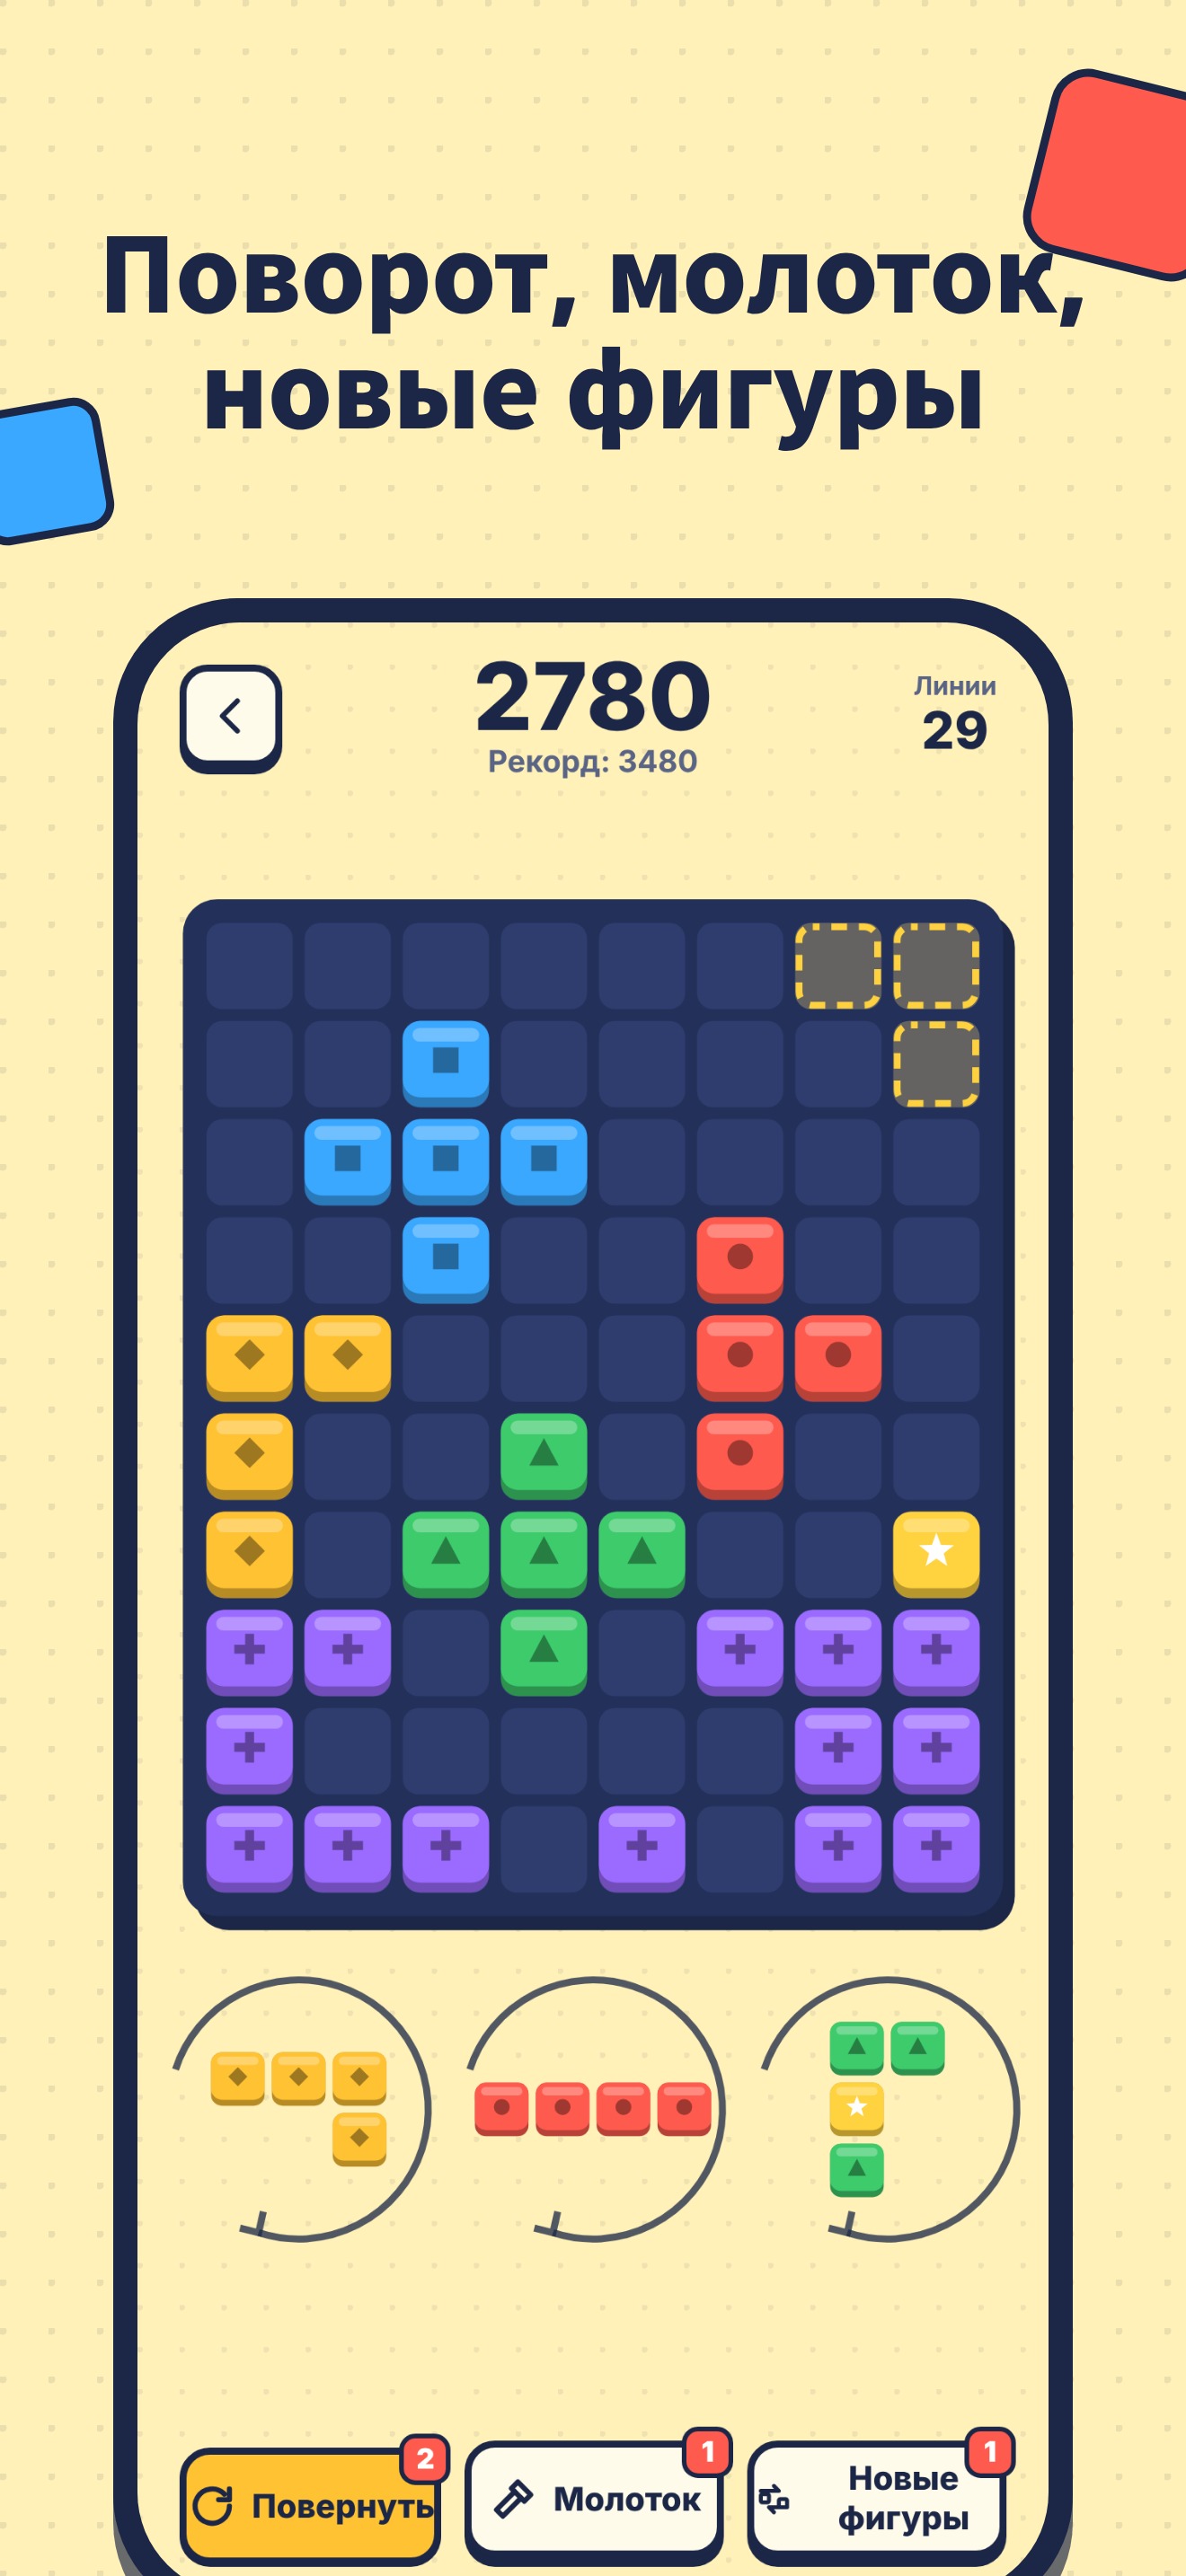 Поворот, молоток,
новые фигуры
2780
Рекорд: 3480
Линии
29
2
Повернуть
1
Молоток
1
Новые
фигуры